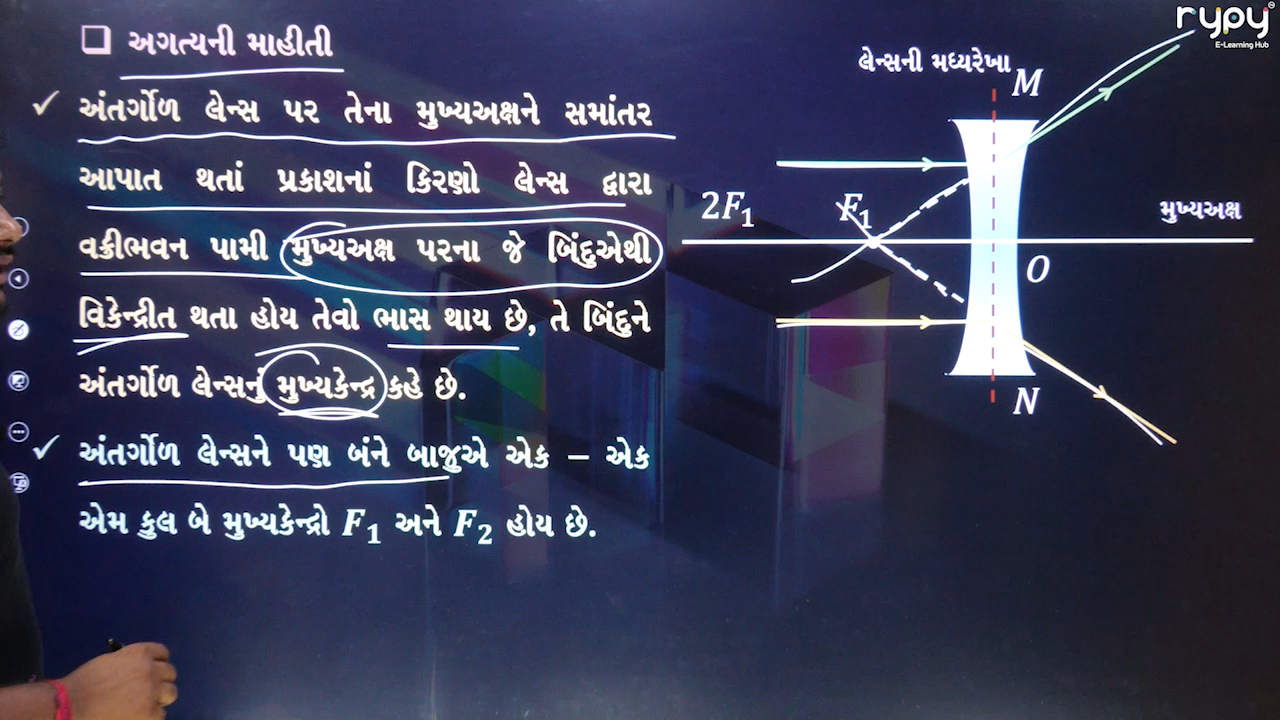 અગત્યની માહીતી
અંતર્ગોળ લેન્સ પર તેના મુખ્યઅક્ષને સમાંતર
આપાત થતાં પ્રકાશનાં કિરણો લેન્સ દ્વારા
વક્રીભવન પામી મુખ્યઅક્ષ પરના જે બિંદુએથી
વિકેન્દ્રીત થતા હોય તેવો ભાસ થાય છે, તે બિંદુને
અંતર્ગોળ લેન્સનું મુખ્યકેન્દ્ર કહે છે.
અંતર્ગોળ લેન્સને પણ બંને બાજુએ એક – એક
એમ કુલ બે મુખ્યકેન્દ્રો F₁ અને F₂ હોય છે.
rypy
E-Learning Hub
લેન્સની મધ્યરેખા
M
2F₁
F₁
મુખ્યઅક્ષ
O
N